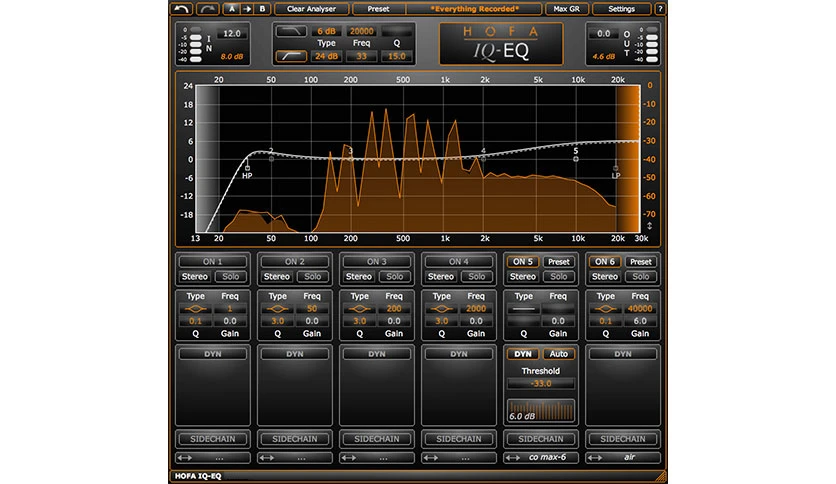 A B Clear Analyser Preset *Everything Recorded* Max GR Settings ?
0 -5 -10 -20 -40 IN 12.0 8.0 dB
6 dB 20000
Type Freq Q
24 dB 33 15.0
HOFA
IQ-EQ
0.0 4.6 dB OUT 0 -5 -10 -20 -40
20 50 100 200 500 1k 2k 5k 10k 20k
24 0
18 -10
12 -20
6 -30
0 -40
-6 -50
-12 -60
-18 -70
HP 2 3 4 5 LP
13 20 50 100 200 500 1k 2k 5k 10k 20k 30k
ON 1 ON 2 ON 3 ON 4 ON 5 Preset ON 6 Preset
Stereo Solo Stereo Solo Stereo Solo Stereo Solo Stereo Solo Stereo Solo
Type Freq Type Freq Type Freq Type Freq Type Freq Type Freq
1 50 200 2000 40000
0.1 0.0 3.0 0.0 3.0 0.0 3.0 0.0 0.0 0.1 6.0
Q Gain Q Gain Q Gain Q Gain Q Gain Q Gain
DYN DYN DYN DYN DYN Auto DYN
Threshold
-33.0
6.0 dB
SIDECHAIN SIDECHAIN SIDECHAIN SIDECHAIN SIDECHAIN SIDECHAIN
... ... ... ... co max-6 air
HOFA IQ-EQ